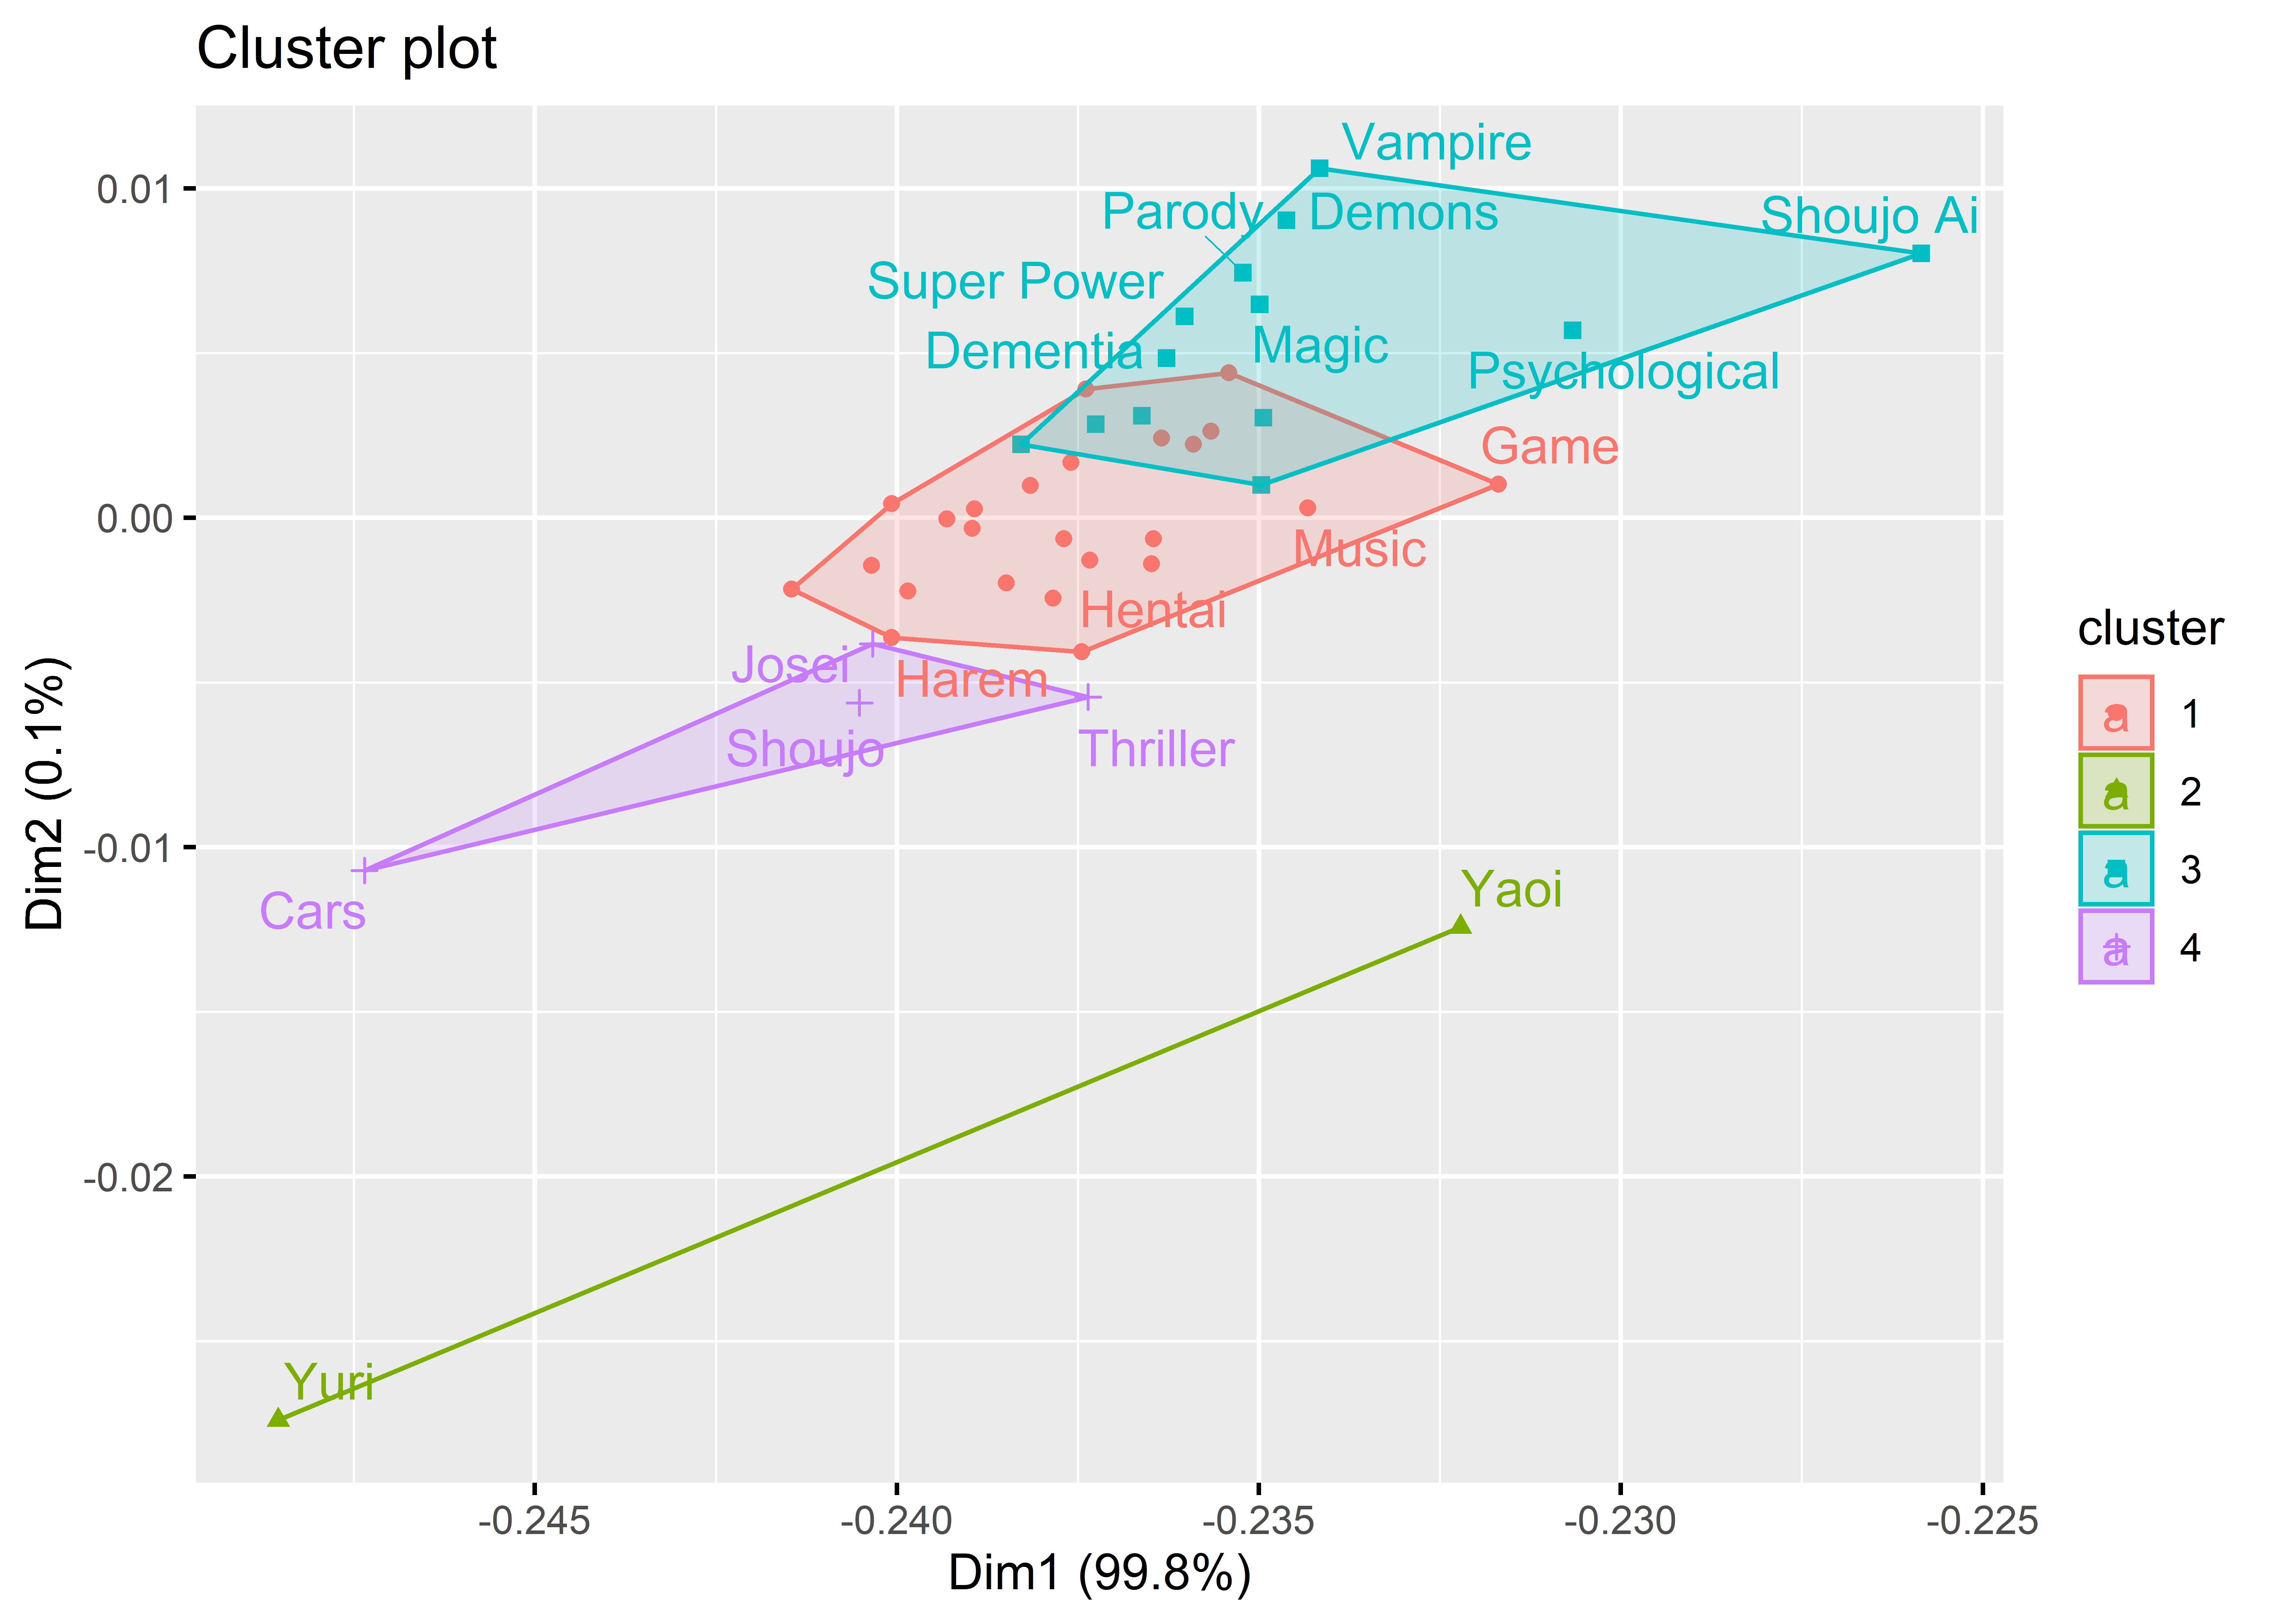 Cluster plot
Vampire
Parody
Demons
Shoujo Ai
Super Power
Dementia
Magic
Psychological
Game
Music
Hentai
Josei
Harem
Shoujo
Thriller
Cars
Yaoi
Yuri
0.01
0.00
-0.01
-0.02
Dim2 (0.1%)
-0.245
-0.240
-0.235
-0.230
-0.225
Dim1 (99.8%)
cluster
a 1
a 2
a 3
a 4